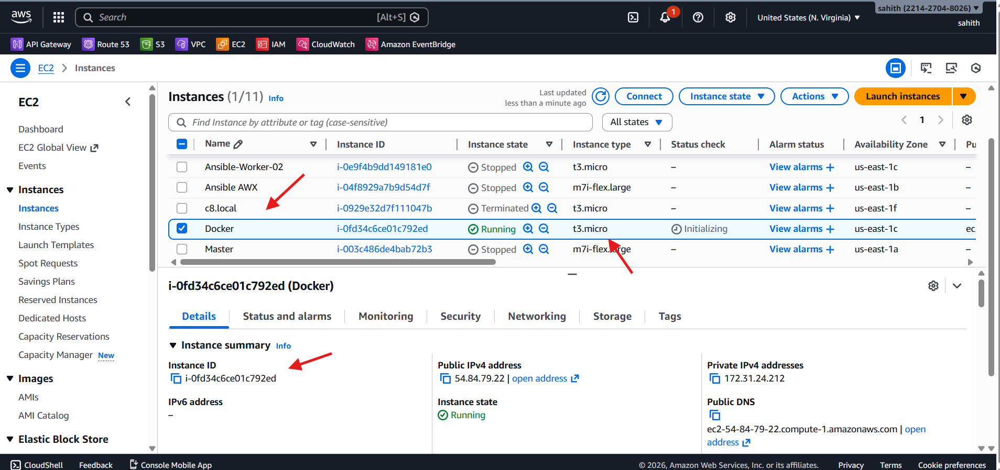 aws
Search [Alt+S]
1
United States (N. Virginia)
sahith (2214-2704-8026)
sahith
API Gateway Route 53 S3 VPC EC2 IAM CloudWatch Amazon EventBridge
EC2 Instances
EC2
Dashboard
EC2 Global View
Events
Instances
Instances
Instance Types
Launch Templates
Spot Requests
Savings Plans
Reserved Instances
Dedicated Hosts
Capacity Reservations
Capacity Manager New
Images
AMIs
AMI Catalog
Elastic Block Store
Instances (1/11) Info
Last updated
less than a minute ago
Connect Instance state Actions Launch instances
Find Instance by attribute or tag (case-sensitive) All states 1
Name Instance ID Instance state Instance type Status check Alarm status Availability Zone Pu
Ansible-Worker-02 i-0e9f4b9dd149181e0 Stopped t3.micro – View alarms + us-east-1c –
Ansible AWX i-04f8929a7b9d54d7f Stopped m7i-flex.large – View alarms + us-east-1b –
c8.local i-0929e32d7f111047b Terminated t3.micro – View alarms + us-east-1f –
Docker i-0fd34c6ce01c792ed Running t3.micro Initializing View alarms + us-east-1c ec
Master i-003c486de4bab72b3 Stopped m7i-flex.large – View alarms + us-east-1a –
i-0fd34c6ce01c792ed (Docker)
Details Status and alarms Monitoring Security Networking Storage Tags
Instance summary Info
Instance ID
i-0fd34c6ce01c792ed
Public IPv4 address
54.84.79.22 | open address
Private IPv4 addresses
172.31.24.212
IPv6 address
–
Instance state
Running
Public DNS
ec2-54-84-79-22.compute-1.amazonaws.com | open
address
CloudShell Feedback Console Mobile App © 2026, Amazon Web Services, Inc. or its affiliates. Privacy Terms Cookie preferences